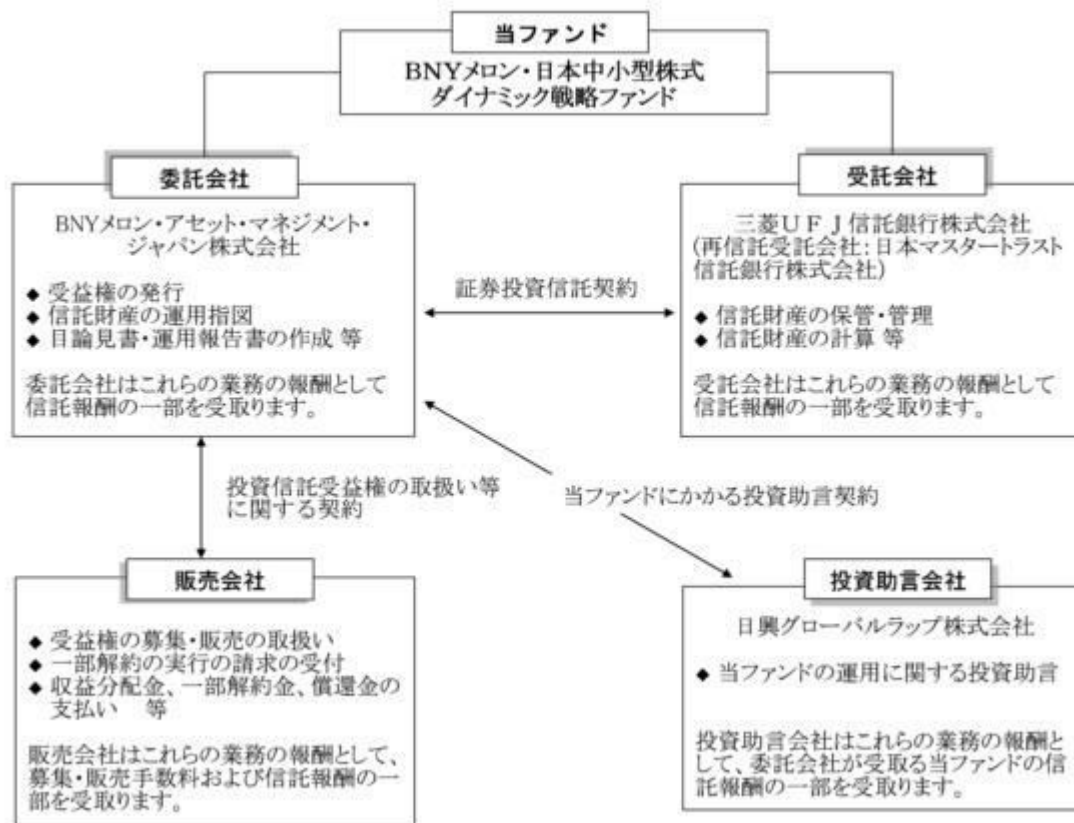 当ファンド
BNYメロン・日本中小型株式
ダイナミック戦略ファンド
委託会社
BNYメロン・アセット・マネジメント・
ジャパン株式会社
◆ 受益権の発行
◆ 信託財産の運用指図
◆ 目論見書・運用報告書の作成 等
委託会社はこれらの業務の報酬として
信託報酬の一部を受取ります。
証券投資信託契約
受託会社
三菱UFJ信託銀行株式会社
(再信託受託会社:日本マスタートラスト
信託銀行株式会社)
◆ 信託財産の保管・管理
◆ 信託財産の計算 等
受託会社はこれらの業務の報酬として
信託報酬の一部を受取ります。
投資信託受益権の取扱い等
に関する契約
当ファンドにかかる投資助言契約
販売会社
◆ 受益権の募集・販売の取扱い
◆ 一部解約の実行の請求の受付
◆ 収益分配金、一部解約金、償還金の
支払い 等
販売会社はこれらの業務の報酬として、
募集・販売手数料および信託報酬の一
部を受取ります。
投資助言会社
日興グローバルラップ株式会社
◆ 当ファンドの運用に関する投資助言
投資助言会社はこれらの業務の報酬と
して、委託会社が受取る当ファンドの信
託報酬の一部を受取ります。